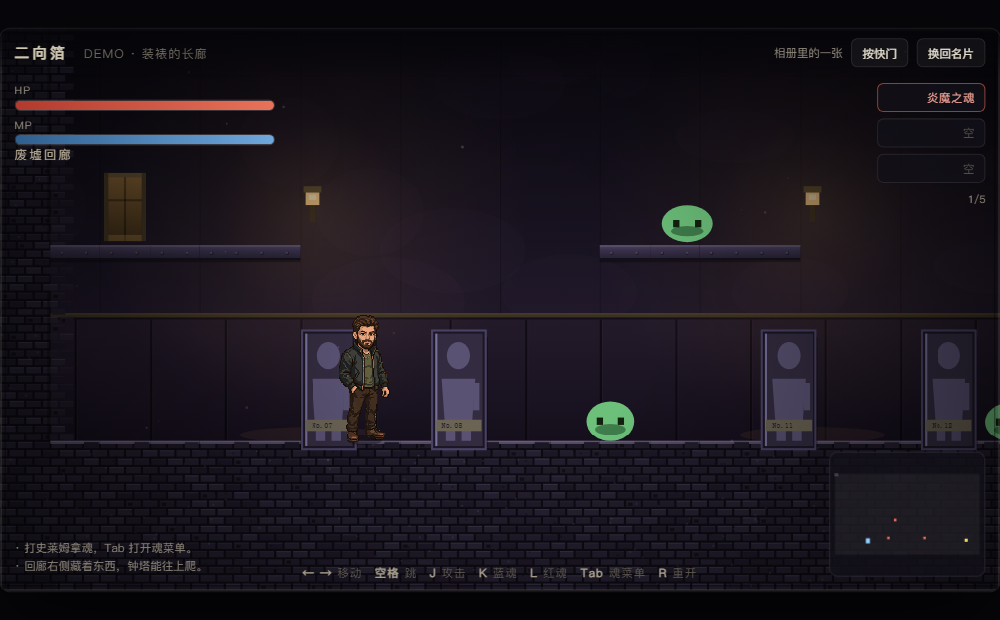 二向箔 DEMO · 装裱的长廊
相册里的一张 按快门 换回名片
HP
MP
废墟回廊
炎魔之魂
空
空
1/5
No.07
No.08
No.11
No.12
· 打史莱姆拿魂，Tab 打开魂菜单。
· 回廊右侧藏着东西，钟塔能往上爬。
← → 移动 空格 跳 J 攻击 K 蓝魂 L 红魂 Tab 魂菜单 R 重开